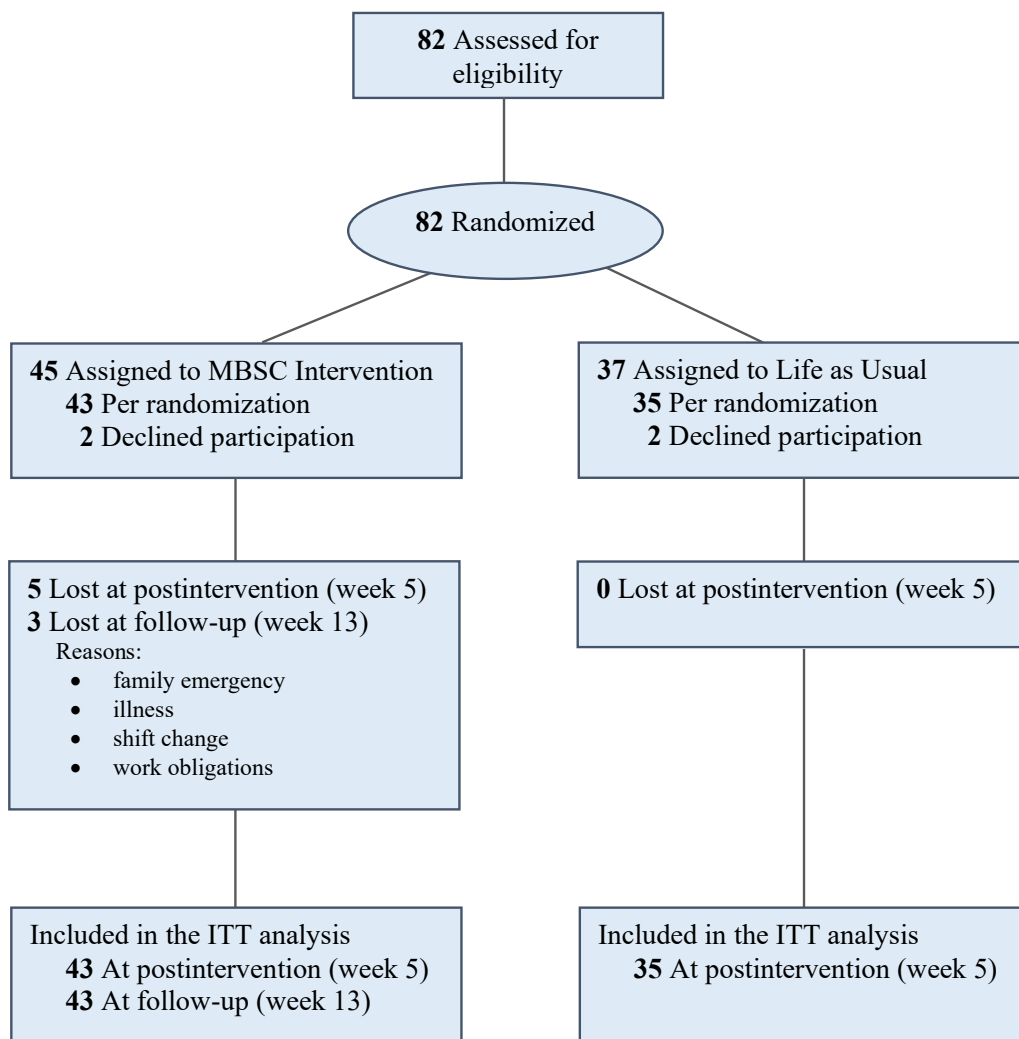 82 Assessed for
eligibility
82 Randomized
45 Assigned to MBSC Intervention
43 Per randomization
2 Declined participation
37 Assigned to Life as Usual
35 Per randomization
2 Declined participation
5 Lost at postintervention (week 5)
3 Lost at follow-up (week 13)
Reasons:
• family emergency
• illness
• shift change
• work obligations
0 Lost at postintervention (week 5)
Included in the ITT analysis
43 At postintervention (week 5)
43 At follow-up (week 13)
Included in the ITT analysis
35 At postintervention (week 5)